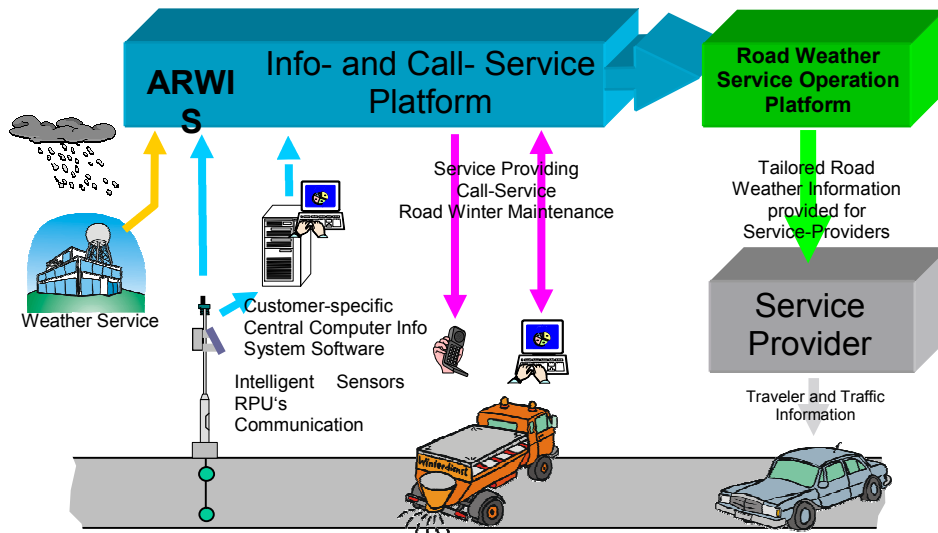 ARWI
S
Info- and Call- Service
Platform
Road Weather
Service Operation
Platform
Service Providing
Call-Service
Road Winter Maintenance
Tailored Road
Weather Information
provided for
Service-Providers
Weather Service
Customer-specific
Central Computer Info
System Software
Intelligent Sensors
RPU‘s
Communication
Service
Provider
Traveler and Traffic
Information
Winterdienst